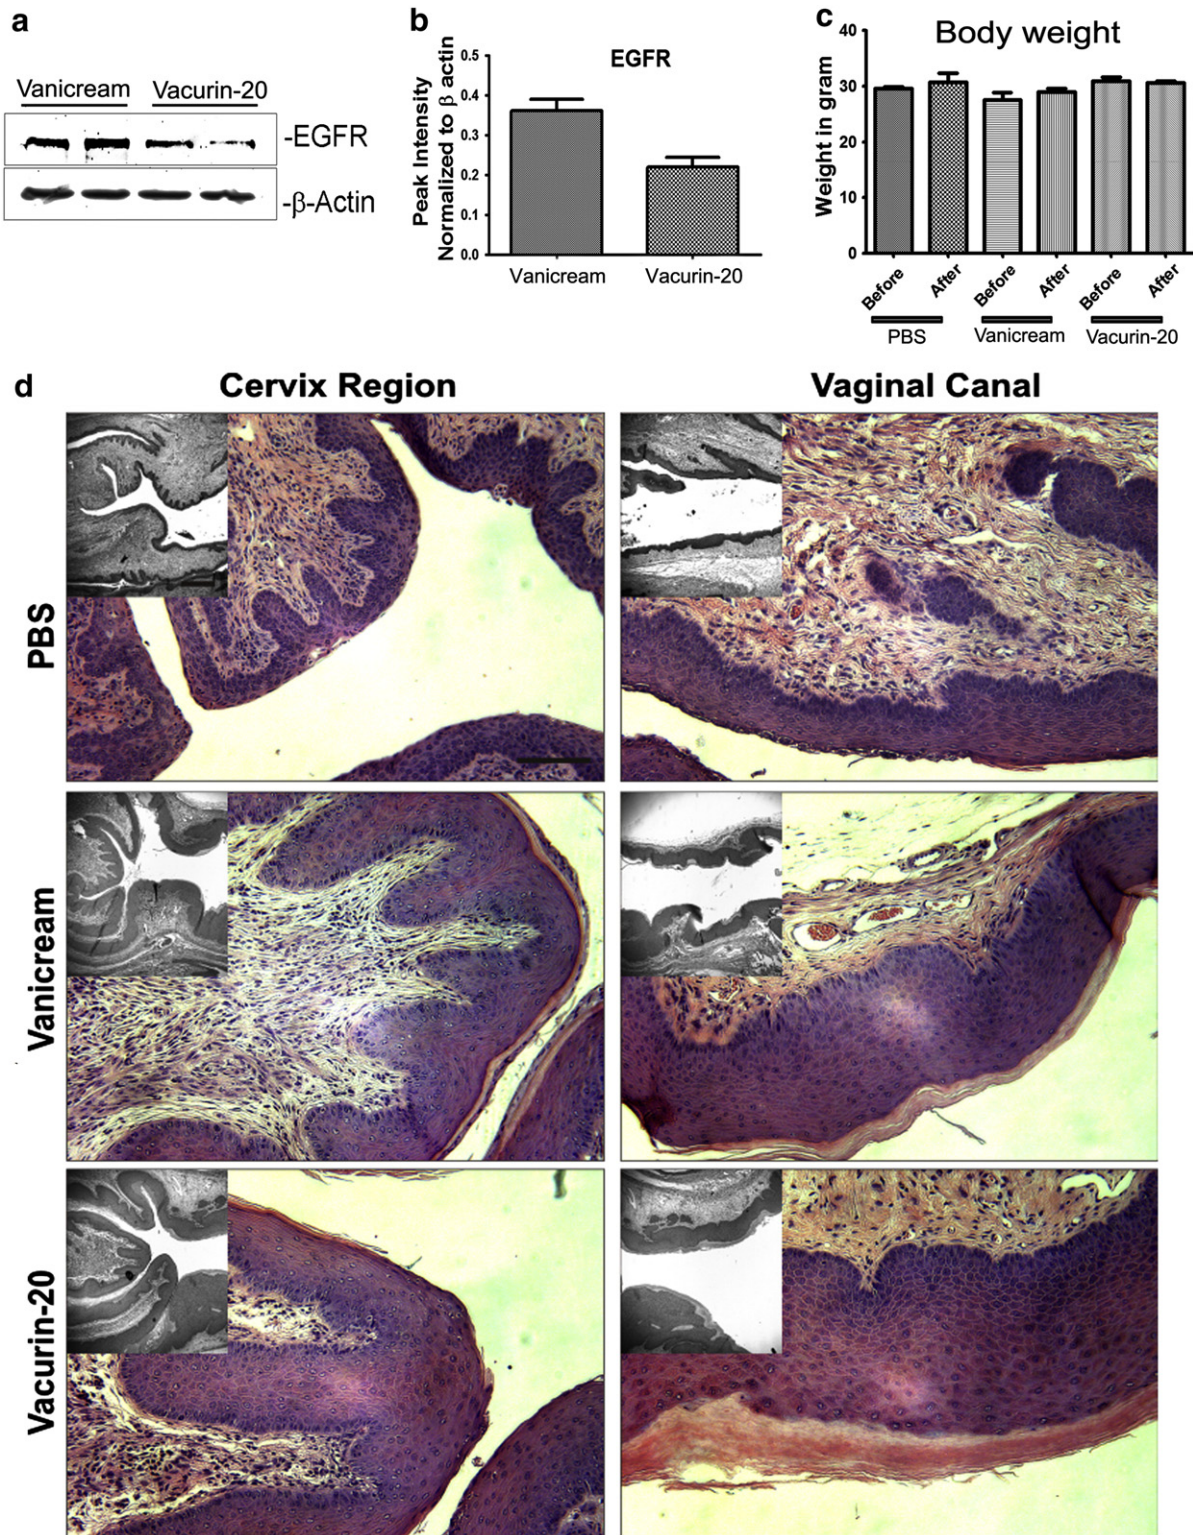 a
Vanicream Vacurin-20
-EGFR
-β-Actin
b
EGFR
Peak Intensity
Normalized to β actin
0.5
0.4
0.3
0.2
0.1
0.0
Vanicream Vacurin-20
c
Body weight
Weight in gram
40
30
20
10
0
Before After Before After Before After
PBS Vanicream Vacurin-20
d
Cervix Region Vaginal Canal
PBS
Vanicream
Vacurin-20